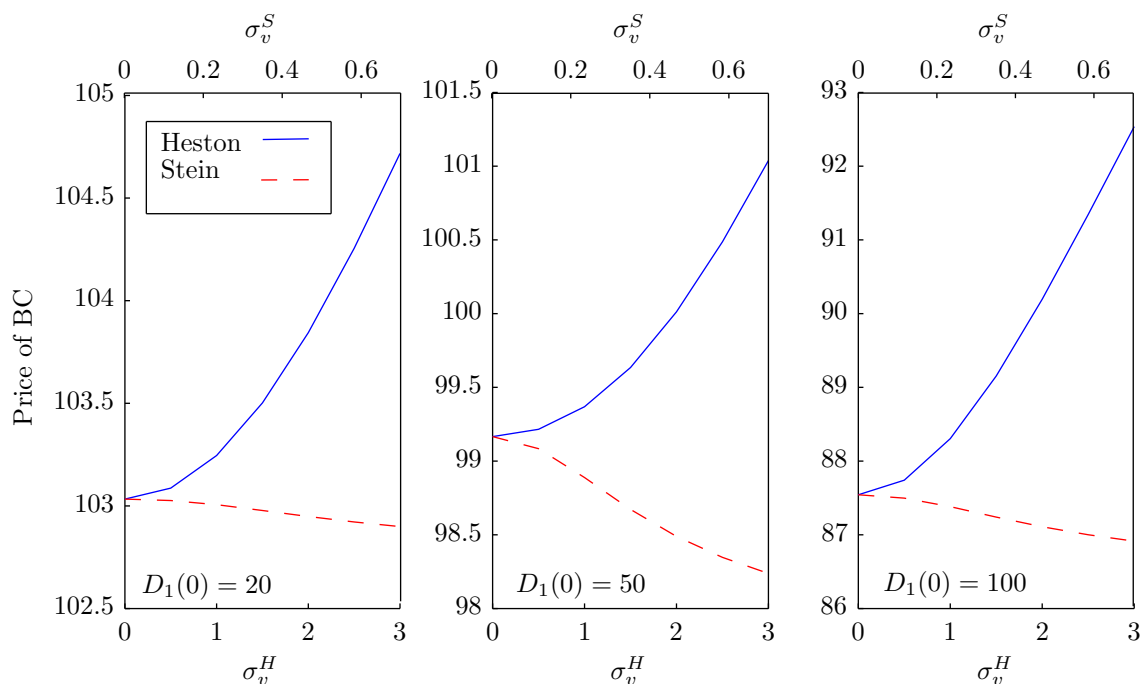 σ_v^S σ_v^S σ_v^S
0 0.2 0.4 0.6 0 0.2 0.4 0.6 0 0.2 0.4 0.6
Price of BC
105
104.5
104
103.5
103
102.5
Heston
Stein
D₁(0) = 20
0 1 2 3
σ_v^H
101.5
101
100.5
100
99.5
99
98.5
98
D₁(0) = 50
0 1 2 3
σ_v^H
93
92
91
90
89
88
87
86
D₁(0) = 100
0 1 2 3
σ_v^H